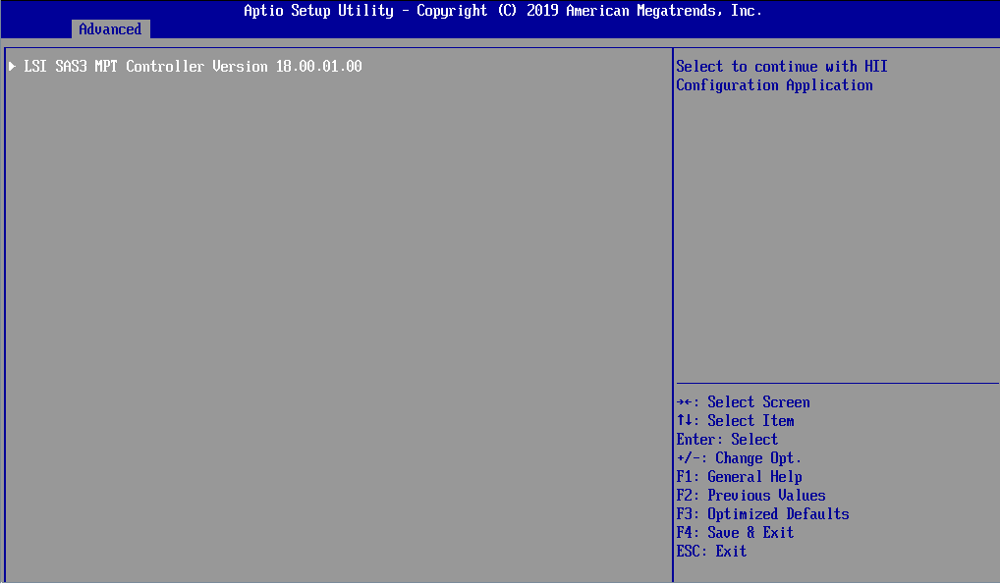 Aptio Setup Utility - Copyright (C) 2019 American Megatrends, Inc.
Advanced
▶ LSI SAS3 MPT Controller Version 18.00.01.00
Select to continue with HII
Configuration Application
→←: Select Screen
↑↓: Select Item
Enter: Select
+/-: Change Opt.
F1: General Help
F2: Previous Values
F3: Optimized Defaults
F4: Save & Exit
ESC: Exit